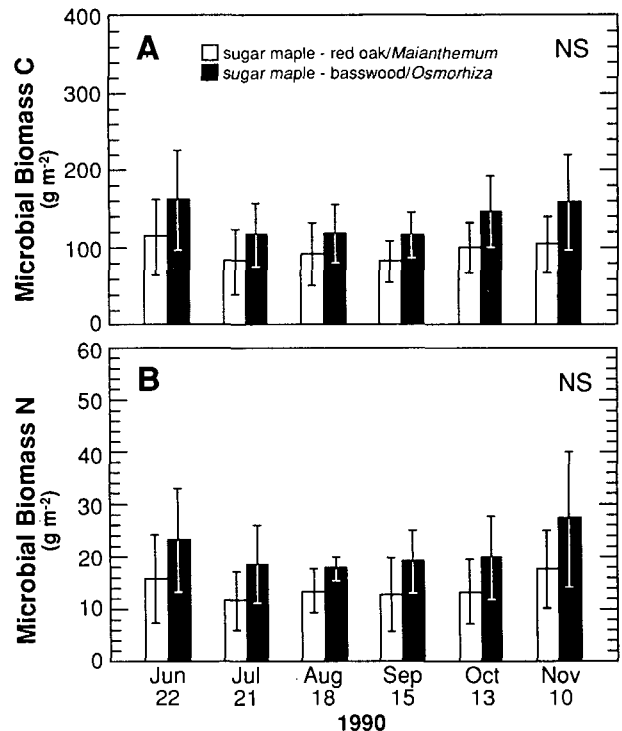 400
A
sugar maple - red oak/Maianthemum
NS
sugar maple - basswood/Osmorhiza
300
200
100
0
Microbial Biomass C
(g m-2)
60
B
NS
50
40
30
20
10
0
Microbial Biomass N
(g m-2)
Jun Jul Aug Sep Oct Nov
22 21 18 15 13 10
1990